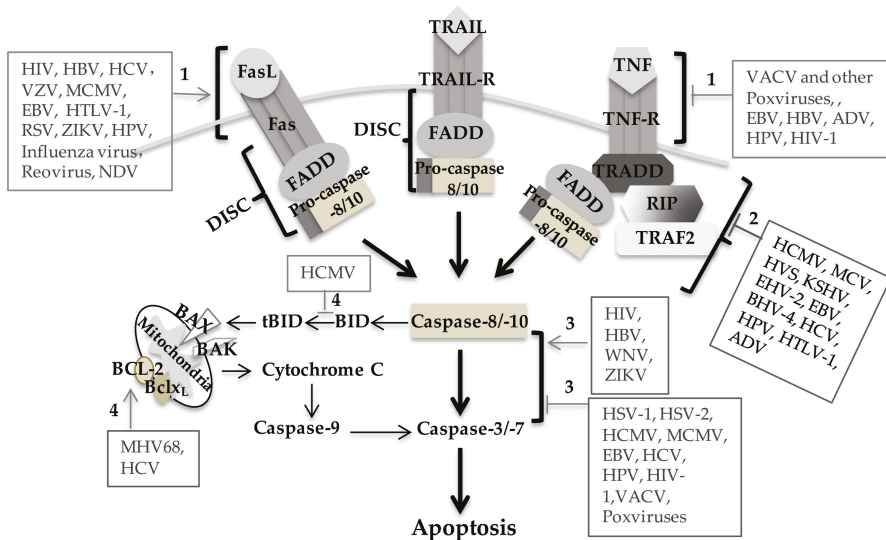 HIV, HBV, HCV,
VZV, MCMV,
EBV, HTLV-1,
RSV, ZIKV, HPV,
Influenza virus,
Reovirus, NDV
1
FasL
Fas
FADD
Pro-caspase
-8/10
DISC
TRAIL
TRAIL-R
DISC
FADD
Pro-caspase
8/10
TNF
TNF-R
TRADD
FADD
Pro-caspase
-8/10
RIP
TRAF2
1
VACV and other
Poxviruses, ,
EBV, HBV, ADV,
HPV, HIV-1
2
HCMV, MCV,
HVS, KSHV,
EHV-2, EBV,
BHV-4, HCV,
HPV, HTLV-1,
ADV
HCMV
4
BAX
tBID
BID
Caspase-8/-10
3
HIV,
HBV,
WNV,
ZIKV
Mitochondria
BAK
BCL-2
BclxL
Cytochrome C
3
4
Caspase-9
Caspase-3/-7
HSV-1, HSV-2,
HCMV, MCMV,
EBV, HCV,
HPV, HIV-
1,VACV,
Poxviruses
MHV68,
HCV
Apoptosis